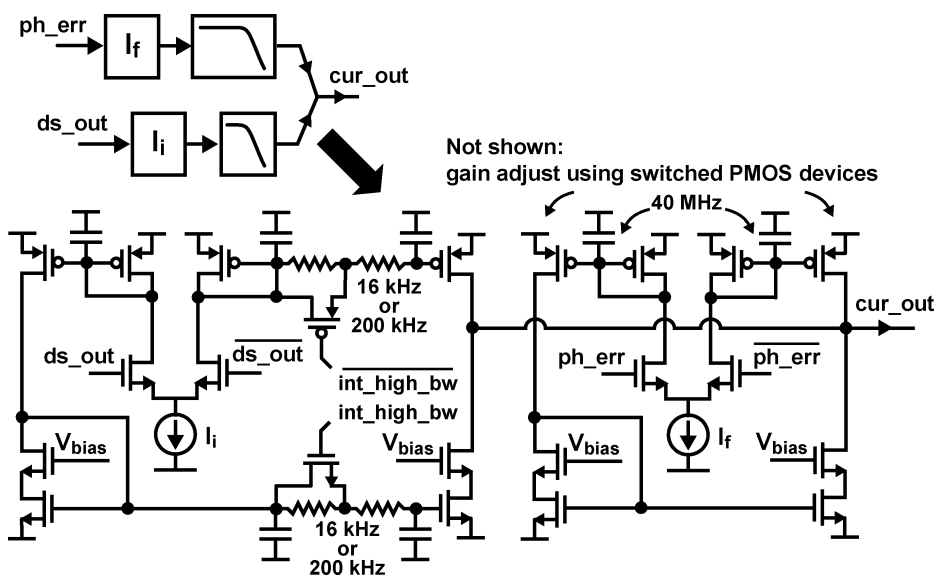 ph_err
I_f
cur_out
ds_out
I_i
Not shown:
gain adjust using switched PMOS devices
40 MHz
16 kHz
or
200 kHz
cur_out
ds_out
ds_out
ph_err
ph_err
int_high_bw
int_high_bw
I_i
I_f
V_bias
V_bias
V_bias
V_bias
16 kHz
or
200 kHz